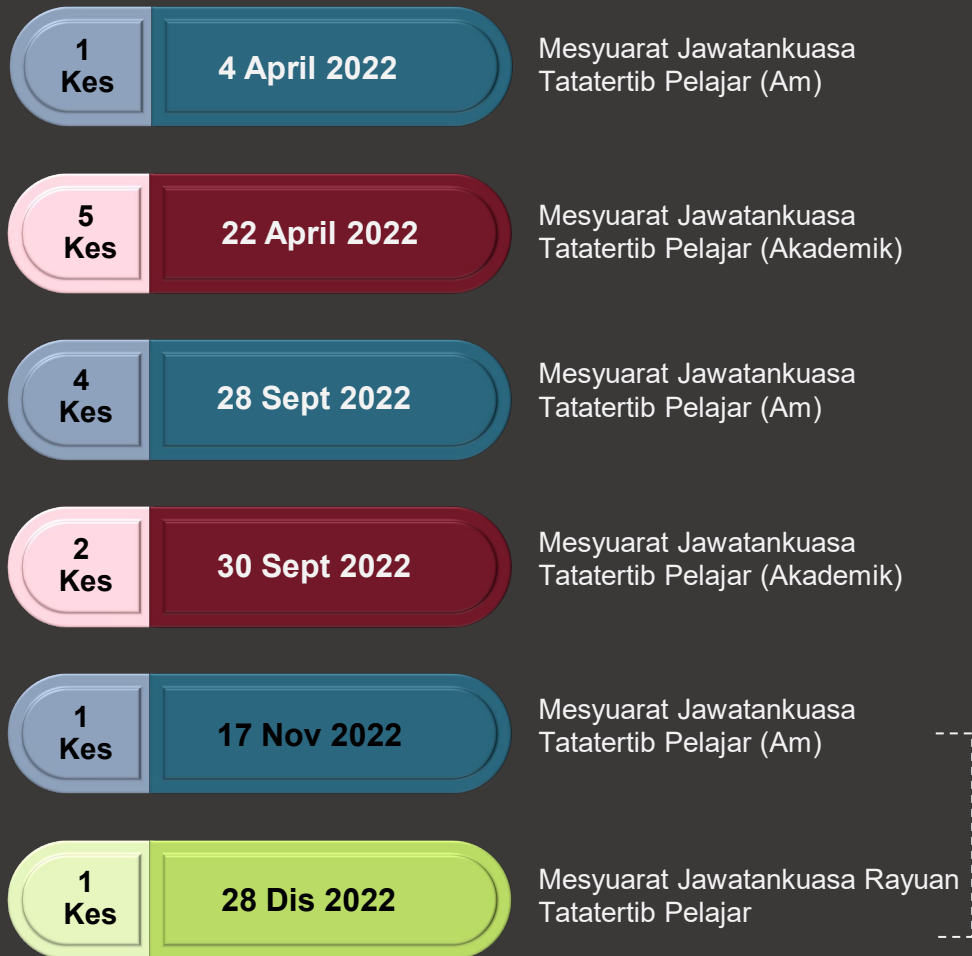 1
Kes
4 April 2022
Mesyuarat Jawatankuasa
Tatatertib Pelajar (Am)
5
Kes
22 April 2022
Mesyuarat Jawatankuasa
Tatatertib Pelajar (Akademik)
4
Kes
28 Sept 2022
Mesyuarat Jawatankuasa
Tatatertib Pelajar (Am)
2
Kes
30 Sept 2022
Mesyuarat Jawatankuasa
Tatatertib Pelajar (Akademik)
1
Kes
17 Nov 2022
Mesyuarat Jawatankuasa
Tatatertib Pelajar (Am)
1
Kes
28 Dis 2022
Mesyuarat Jawatankuasa Rayuan
Tatatertib Pelajar